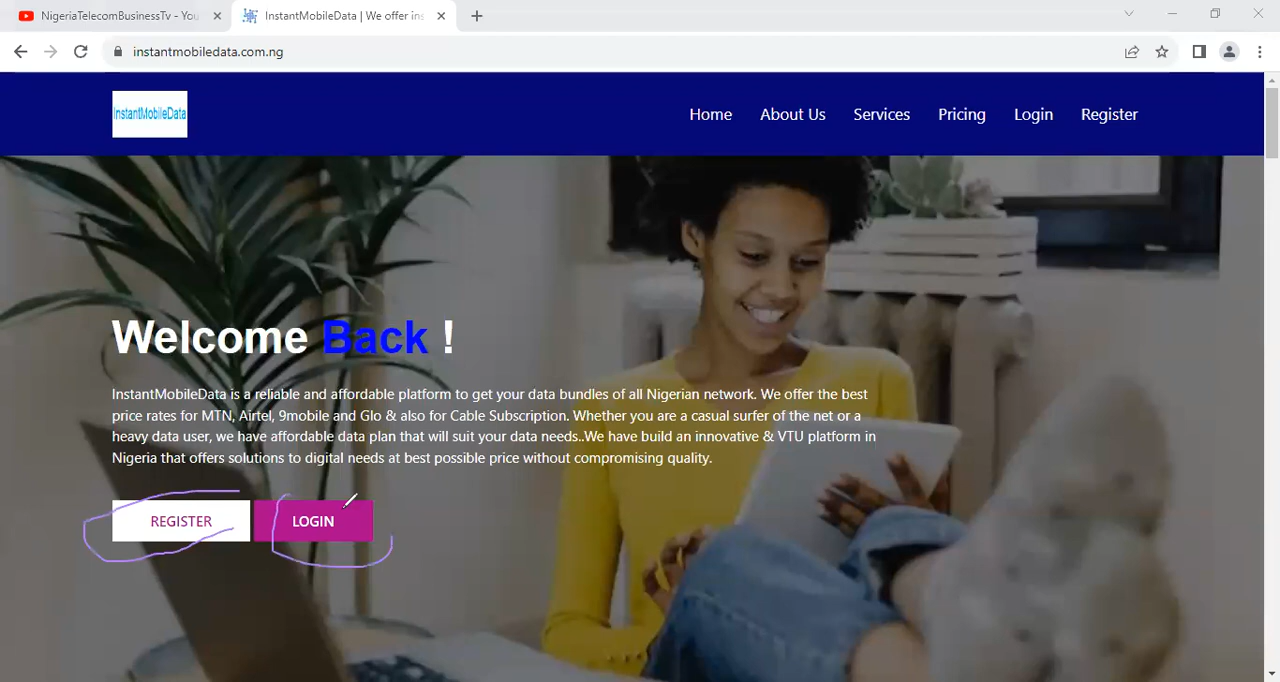 NigeriaTelecomBusinessTv - You
InstantMobileData | We offer ins
instantmobiledata.com.ng
InstantMobileData
Home About Us Services Pricing Login Register
Welcome Back !
InstantMobileData is a reliable and affordable platform to get your data bundles of all Nigerian network. We offer the best
price rates for MTN, Airtel, 9mobile and Glo & also for Cable Subscription. Whether you are a casual surfer of the net or a
heavy data user, we have affordable data plan that will suit your data needs..We have build an innovative & VTU platform in
Nigeria that offers solutions to digital needs at best possible price without compromising quality.
REGISTER LOGIN